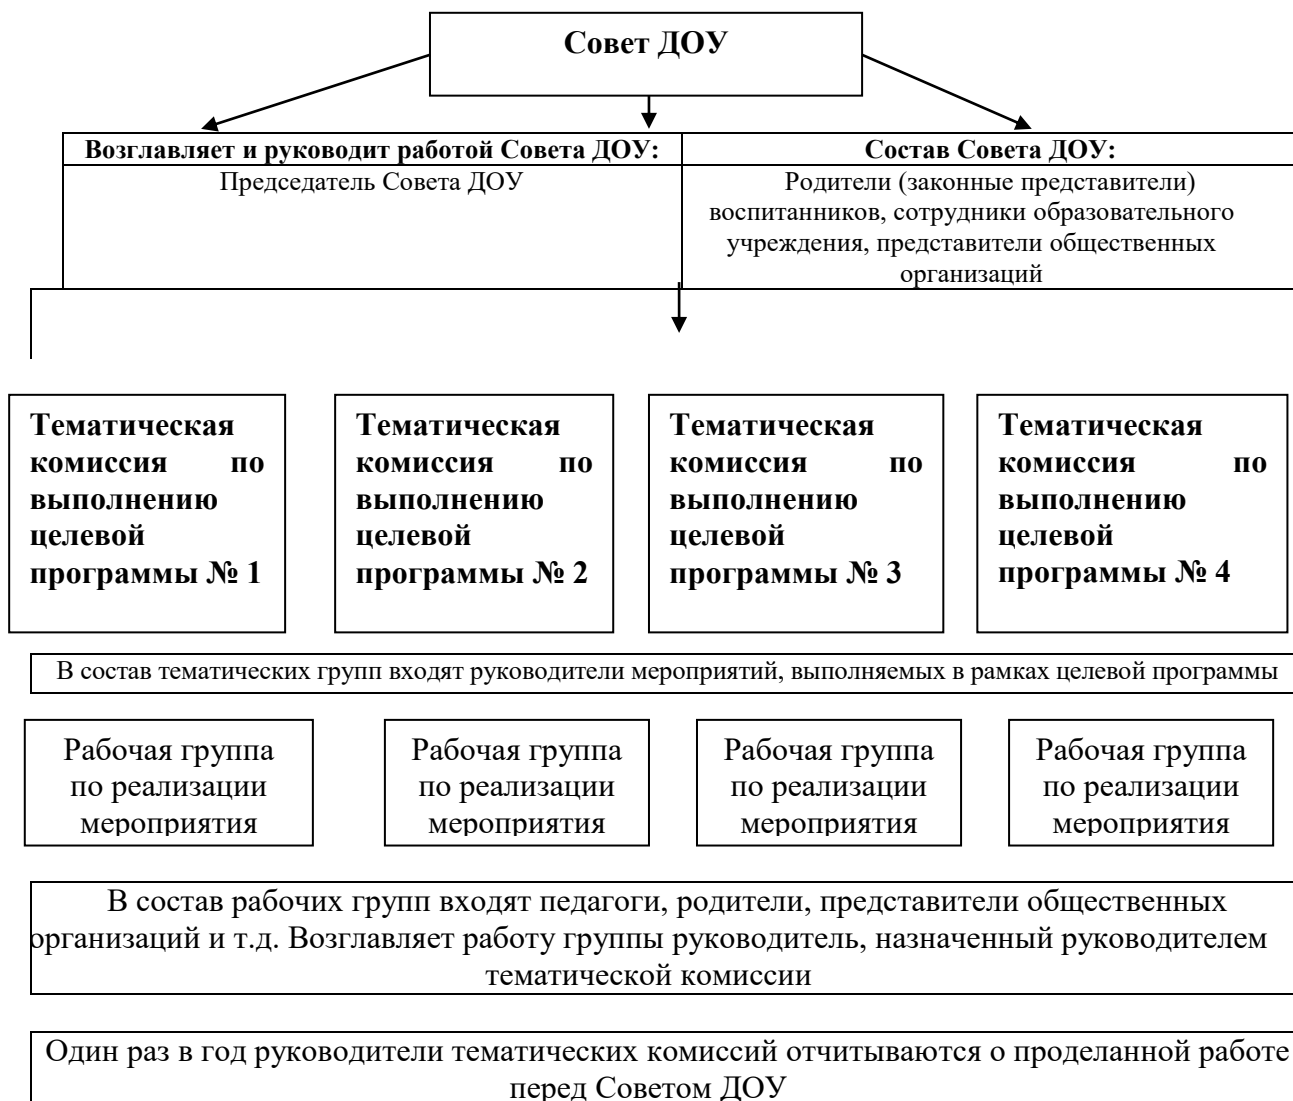 Совет ДОУ
Возглавляет и руководит работой Совета ДОУ:
Председатель Совета ДОУ
Состав Совета ДОУ:
Родители (законные представители)
воспитанников, сотрудники образовательного
учреждения, представители общественных
организаций
Тематическая
комиссия по
выполнению
целевой
программы № 1
Тематическая
комиссия по
выполнению
целевой
программы № 2
Тематическая
комиссия по
выполнению
целевой
программы № 3
Тематическая
комиссия по
выполнению
целевой
программы № 4
В состав тематических групп входят руководители мероприятий, выполняемых в рамках целевой программы
Рабочая группа
по реализации
мероприятия
Рабочая группа
по реализации
мероприятия
Рабочая группа
по реализации
мероприятия
Рабочая группа
по реализации
мероприятия
В состав рабочих групп входят педагоги, родители, представители общественных
организаций и т.д. Возглавляет работу группы руководитель, назначенный руководителем
тематической комиссии
Один раз в год руководители тематических комиссий отчитываются о проделанной работе
перед Советом ДОУ